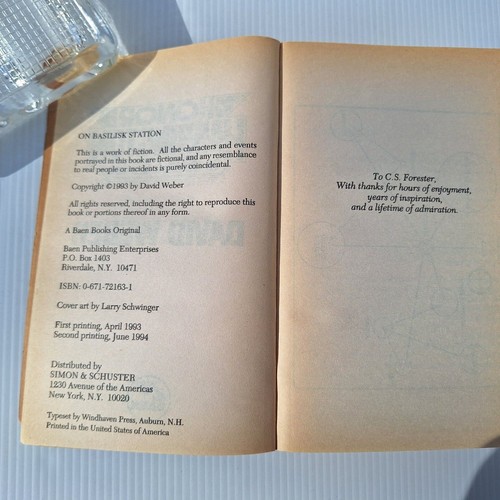 ON BASILISK STATION
This is a work of fiction. All the characters and events
portrayed in this book are fictional, and any resemblance
to real people or incidents is purely coincidental.
Copyright ©1993 by David Weber
All rights reserved, including the right to reproduce this
book or portions thereof in any form.
A Baen Books Original
Baen Publishing Enterprises
P.O. Box 1403
Riverdale, N.Y. 10471
ISBN: 0-671-72163-1
Cover art by Larry Schwinger
First printing, April 1993
Second printing, June 1994
Distributed by
SIMON & SCHUSTER
1230 Avenue of the Americas
New York, N.Y. 10020
Typeset by Windhaven Press, Auburn, N.H.
Printed in the United States of America
To C.S. Forester,
With thanks for hours of enjoyment,
years of inspiration,
and a lifetime of admiration.